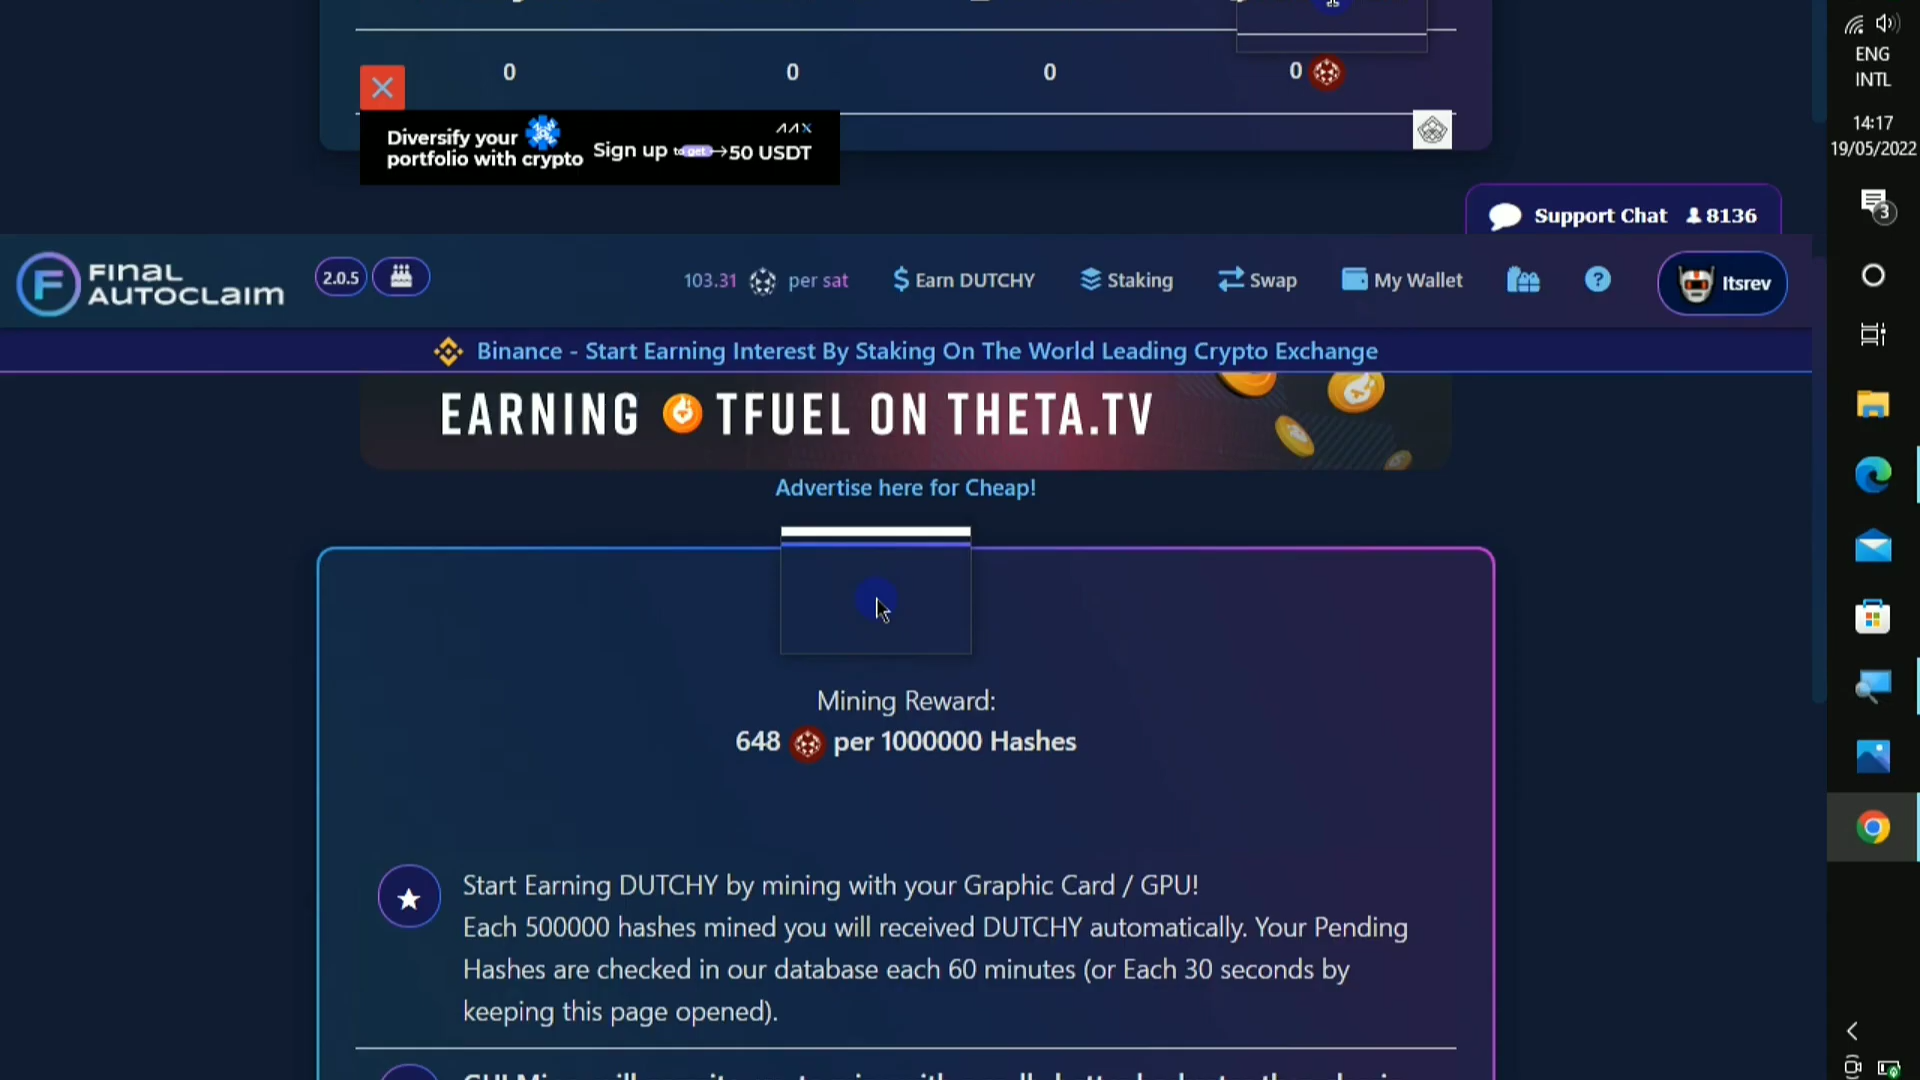 0 0 0 0
Diversify your
portfolio with crypto
Sign up to get → 50 USDT
AAX
Support Chat 8136
FINAL
AUTOCLAIM
2.0.5
103.31 per sat
Earn DUTCHY
Staking
Swap
My Wallet
?
Itsrev
Binance - Start Earning Interest By Staking On The World Leading Crypto Exchange
EARNING TFUEL ON THETA.TV
Advertise here for Cheap!
Mining Reward:
648 per 1000000 Hashes
Start Earning DUTCHY by mining with your Graphic Card / GPU!
Each 500000 hashes mined you will received DUTCHY automatically. Your Pending
Hashes are checked in our database each 60 minutes (or Each 30 seconds by
keeping this page opened).
ENG
INTL
14:17
19/05/2022
3